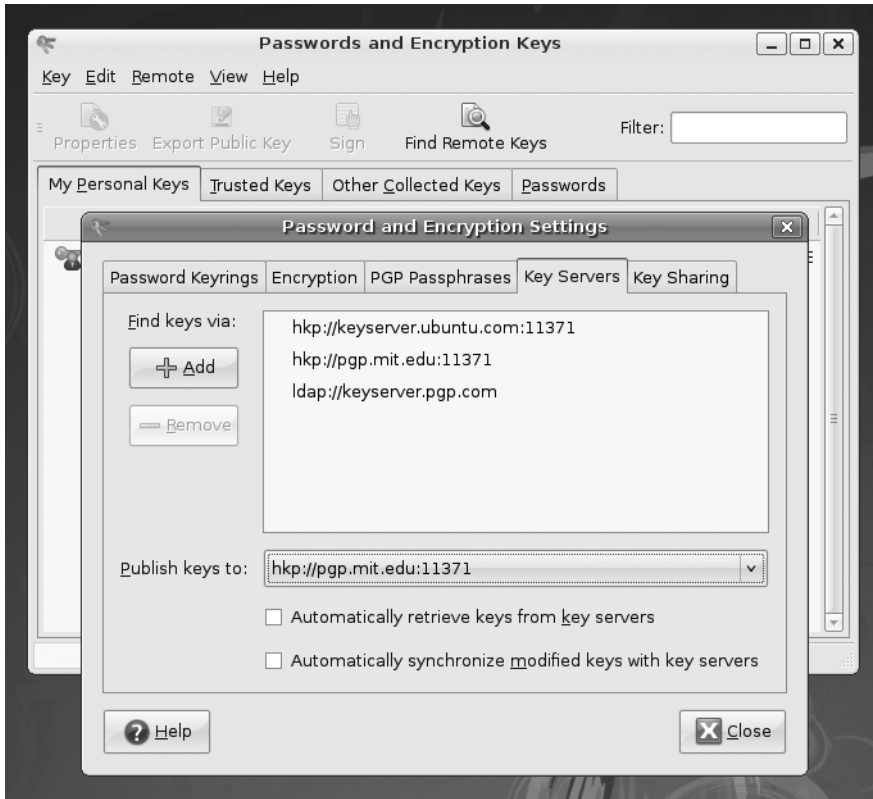 Passwords and Encryption Keys
Key Edit Remote View Help
Properties Export Public Key Sign Find Remote Keys Filter:
My Personal Keys Trusted Keys Other Collected Keys Passwords
Password and Encryption Settings
Password Keyrings Encryption PGP Passphrases Key Servers Key Sharing
Find keys via:
hkp://keyserver.ubuntu.com:11371
Add
hkp://pgp.mit.edu:11371
ldap://keyserver.pgp.com
Remove
Publish keys to: hkp://pgp.mit.edu:11371
Automatically retrieve keys from key servers
Automatically synchronize modified keys with key servers
Help Close